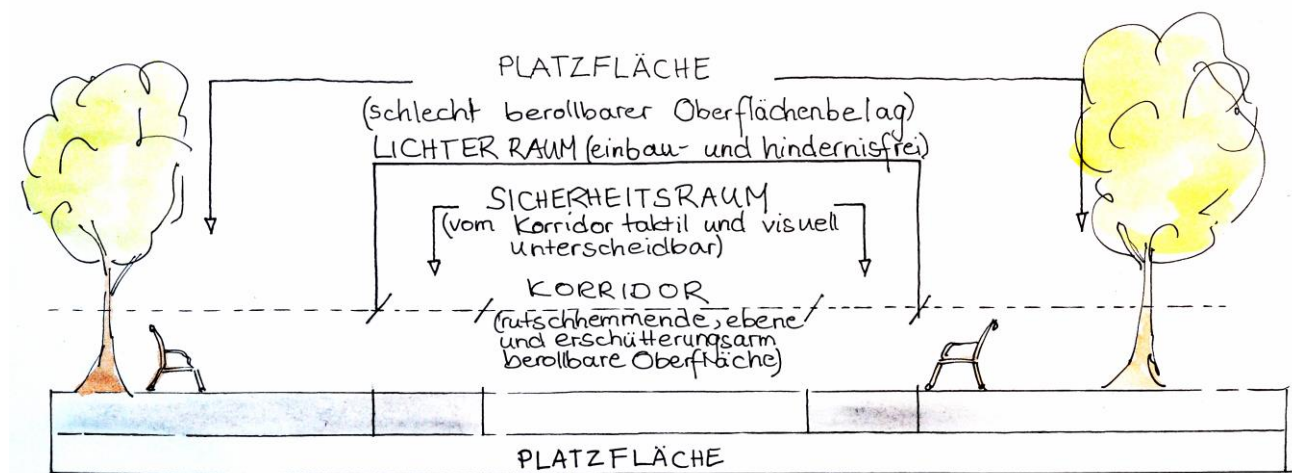 PLATZFLÄCHE
(schlecht berollbarer Oberflächenbelag)
LICHTER RAUM (einbau- und hindernisfrei)
SICHERHEITSRAUM
(vom Korridor taktil und visuell
unterscheidbar)
KORRIDOR
(rutschhemmende, ebene
und erschütterungsarm
berollbare Oberfläche)
PLATZFLÄCHE